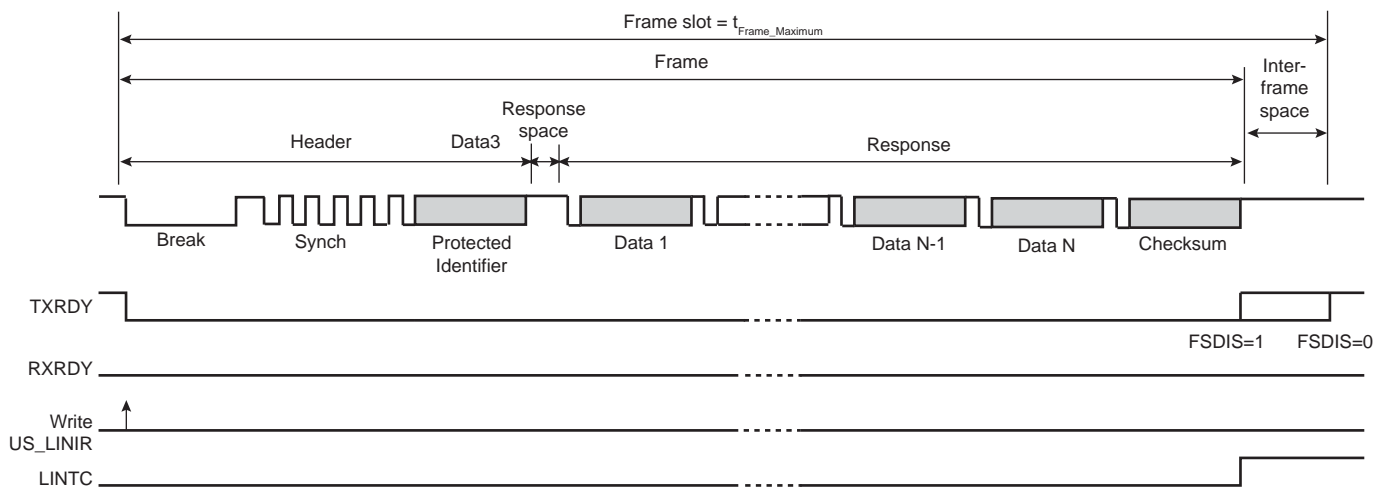 Frame slot = tFrame_Maximum
Frame
Inter-
frame
space
Response
space
Header
Data3
Response
Break
Synch
Protected
Identifier
Data 1
Data N-1
Data N
Checksum
TXRDY
FSDIS=1
FSDIS=0
RXRDY
Write
US_LINIR
LINTC